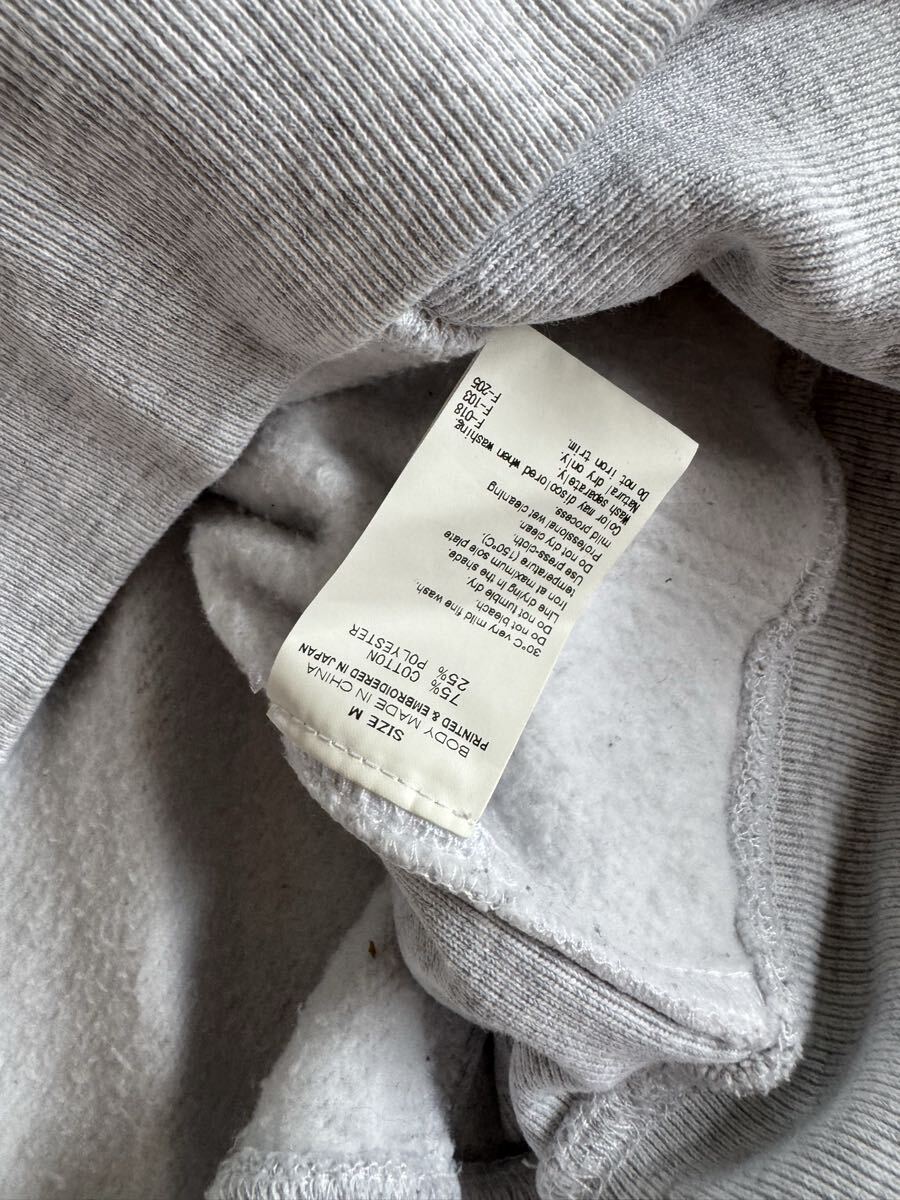 SIZE M
BODY MADE IN CHINA
PRINTED & EMBROIDERED IN JAPAN
75% COTTON
25% POLYESTER
30°C very mild fine wash.
Do not bleach.
Do not tumble dry.
Line drying in the shade.
Iron at maximum sole plate
temperature (150°C),
Use press-cloth.
Do not dry clean.
Professional wet cleaning
mild process.
Color may discolored when washing.
Wash separately.
Natural dry only.
Do not iron trim.
F-018
F-103
F-205